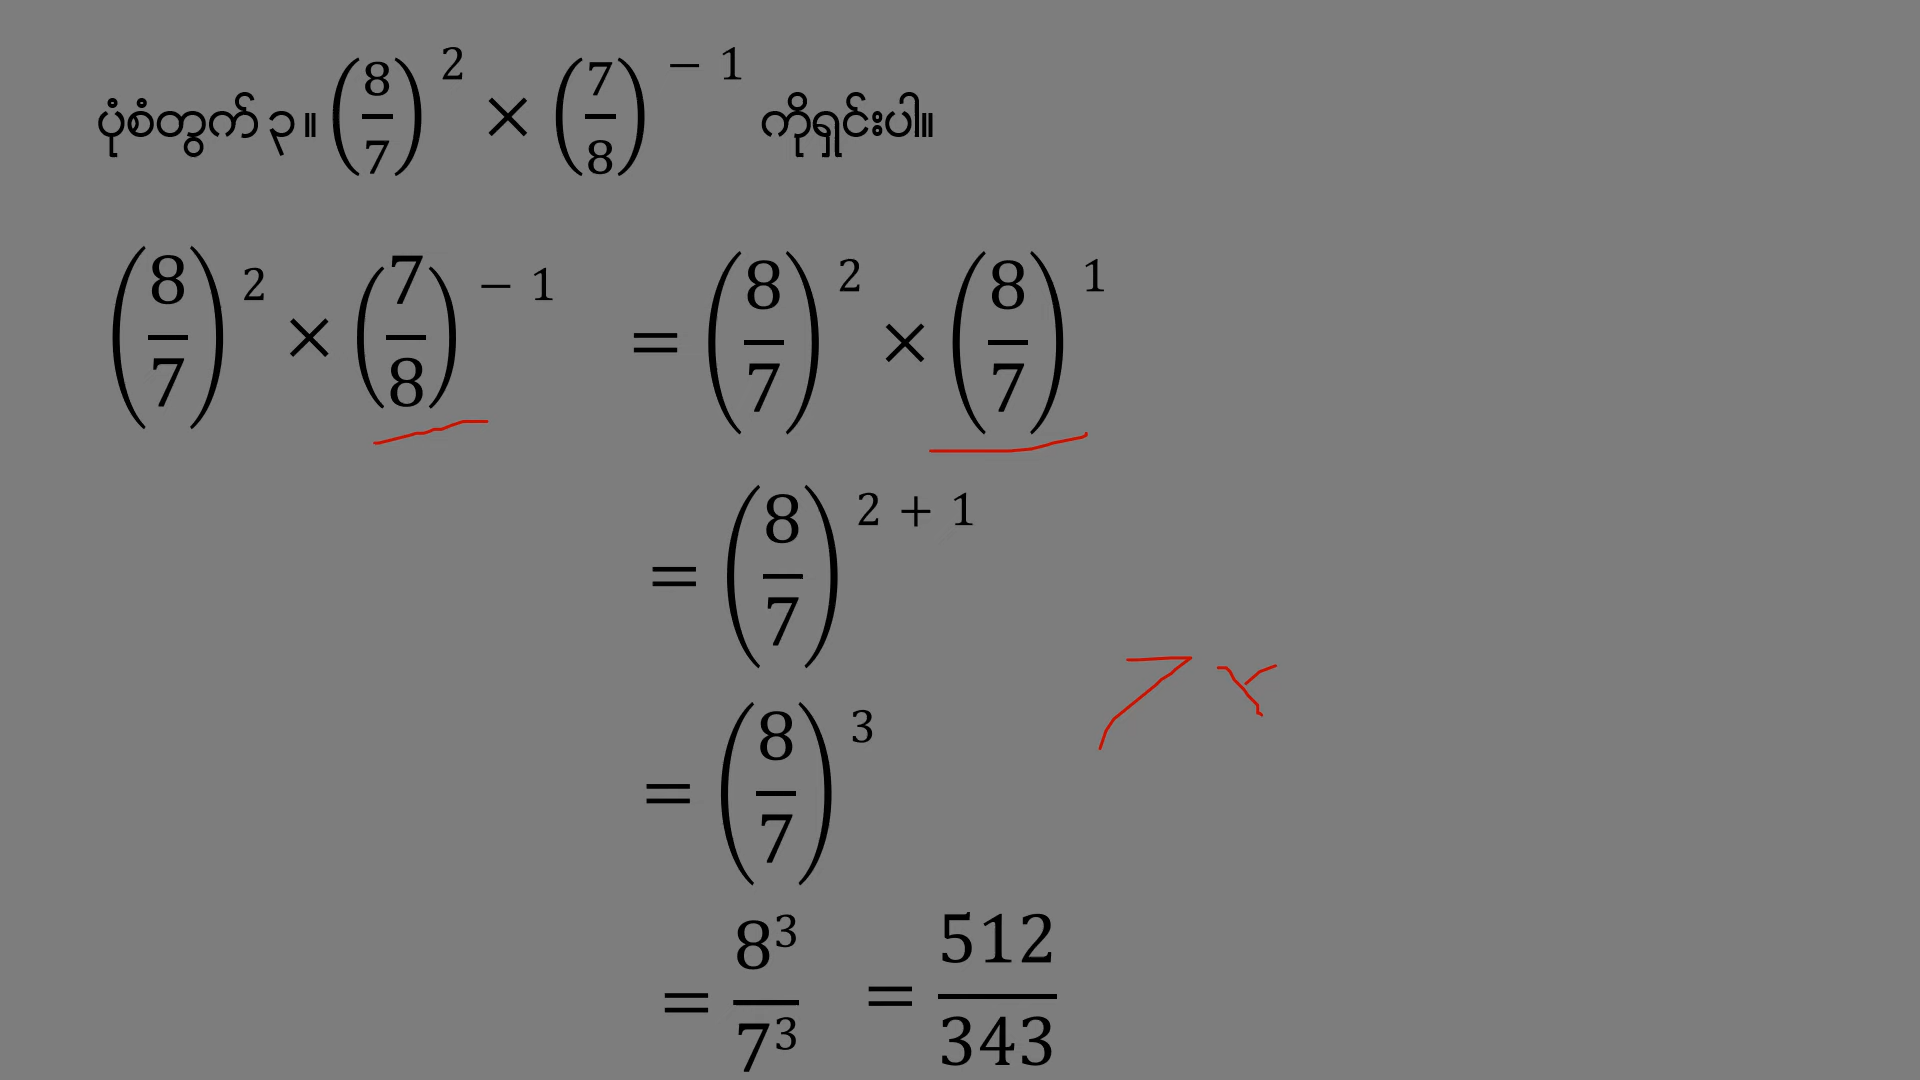 ပုံစံတွက် ၃။ (8/7)^2 × (7/8)^{− 1} ကိုရှင်းပါ။
(8/7)^2 × (7/8)^{− 1} = (8/7)^2 × (8/7)^1
= (8/7)^{2 + 1}
7 ×
= (8/7)^3
= 8^3/7^3 = 512/343